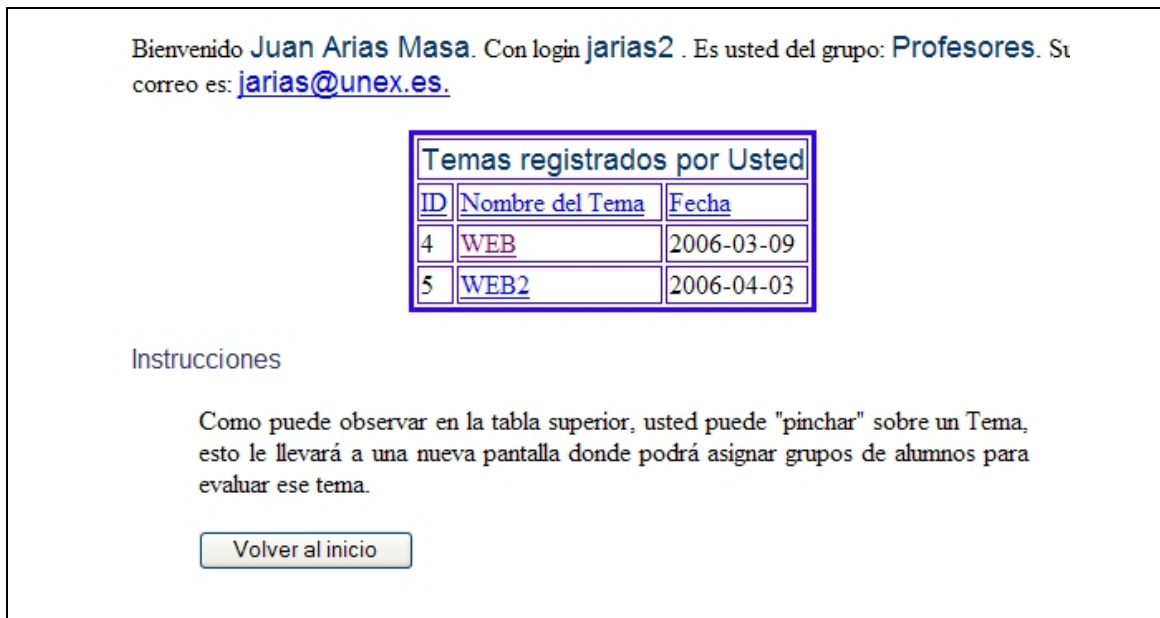 Bienvenido Juan Arias Masa. Con login jarias2 . Es usted del grupo: Profesores. Su
correo es: jarias@unex.es.
Temas registrados por Usted
ID Nombre del Tema Fecha
4 WEB 2006-03-09
5 WEB2 2006-04-03
Instrucciones
Como puede observar en la tabla superior, usted puede "pinchar" sobre un Tema,
esto le llevará a una nueva pantalla donde podrá asignar grupos de alumnos para
evaluar ese tema.
Volver al inicio